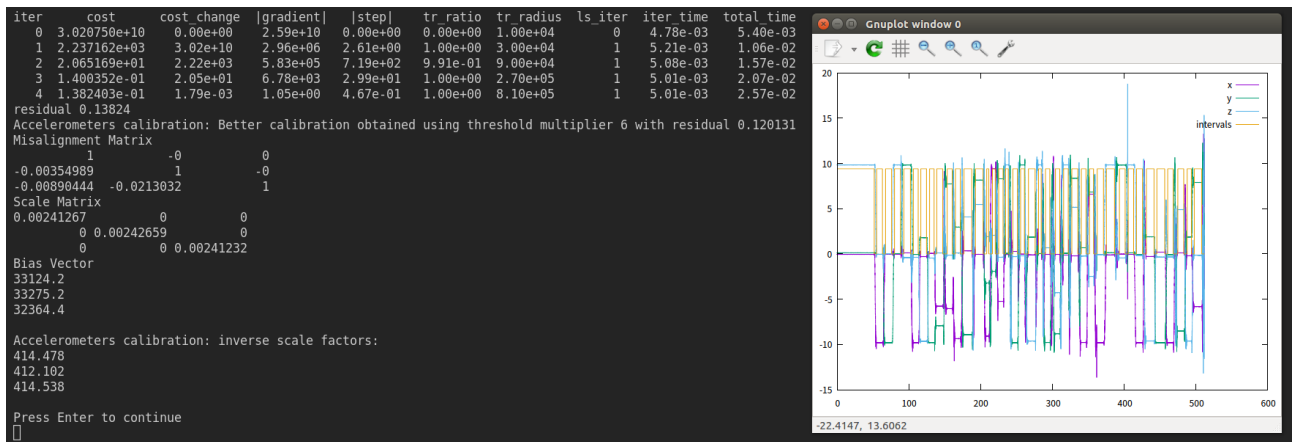 iter cost cost_change |gradient| |step| tr_ratio tr_radius ls_iter iter_time total_time
0 3.020750e+10 0.00e+00 2.59e+10 0.00e+00 0.00e+00 1.00e+04 0 4.78e-03 5.40e-03
1 2.237162e+03 3.02e+10 2.96e+06 2.61e+00 1.00e+00 3.00e+04 1 5.21e-03 1.06e-02
2 2.065169e+01 2.22e+03 5.83e+05 7.19e+02 9.91e-01 9.00e+04 1 5.08e-03 1.57e-02
3 1.400352e-01 2.05e+01 6.78e+03 2.99e+01 1.00e+00 2.70e+05 1 5.01e-03 2.07e-02
4 1.382403e-01 1.79e-03 1.05e+00 4.67e-01 1.00e+00 8.10e+05 1 5.01e-03 2.57e-02
residual 0.13824
Accelerometers calibration: Better calibration obtained using threshold multiplier 6 with residual 0.120131
Misalignment Matrix
1 -0 0
-0.00354989 1 -0
-0.00890444 -0.0213032 1
Scale Matrix
0.00241267 0 0
0 0.00242659 0
0 0 0.00241232
Bias Vector
33124.2
33275.2
32364.4
Accelerometers calibration: inverse scale factors:
414.478
412.102
414.538
Press Enter to continue
Gnuplot window 0
20
15
10
5
0
-5
-10
-15
0 100 200 300 400 500 600
x
y
z
intervals
-22.4147, 13.6062